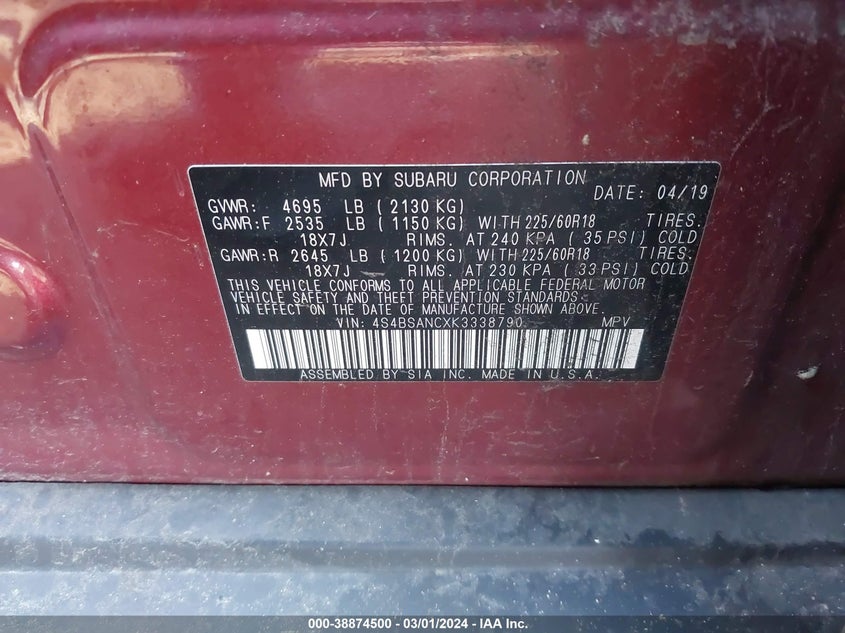 MFD BY SUBARU CORPORATION DATE: 04/19
GVWR: 4695 LB ( 2130 KG)
GAWR:F 2535 LB ( 1150 KG) WITH 225/60R18 TIRES.
18X7J RIMS. AT 240 KPA ( 35 PSI) COLD
GAWR:R 2645 LB ( 1200 KG) WITH 225/60R18 TIRES.
18X7J RIMS. AT 230 KPA ( 33 PSI) COLD
THIS VEHICLE CONFORMS TO ALL APPLICABLE FEDERAL MOTOR
VEHICLE SAFETY AND THEFT PREVENTION STANDARDS
IN EFFECT ON THE DATE OF MANUFACTURE SHOWN ABOVE.
VIN: 4S4BSANCXK3338790 MPV
ASSEMBLED BY SIA INC. MADE IN U.S.A.
000-38874500 - 03/01/2024 - IAA Inc.